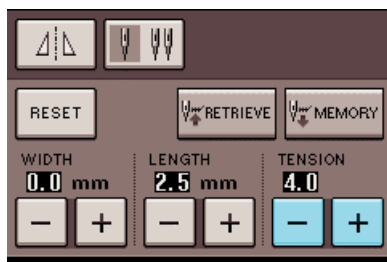 RESET RETRIEVE MEMORY
WIDTH LENGTH TENSION
0.0 mm 2.5 mm 4.0
− + − + − +